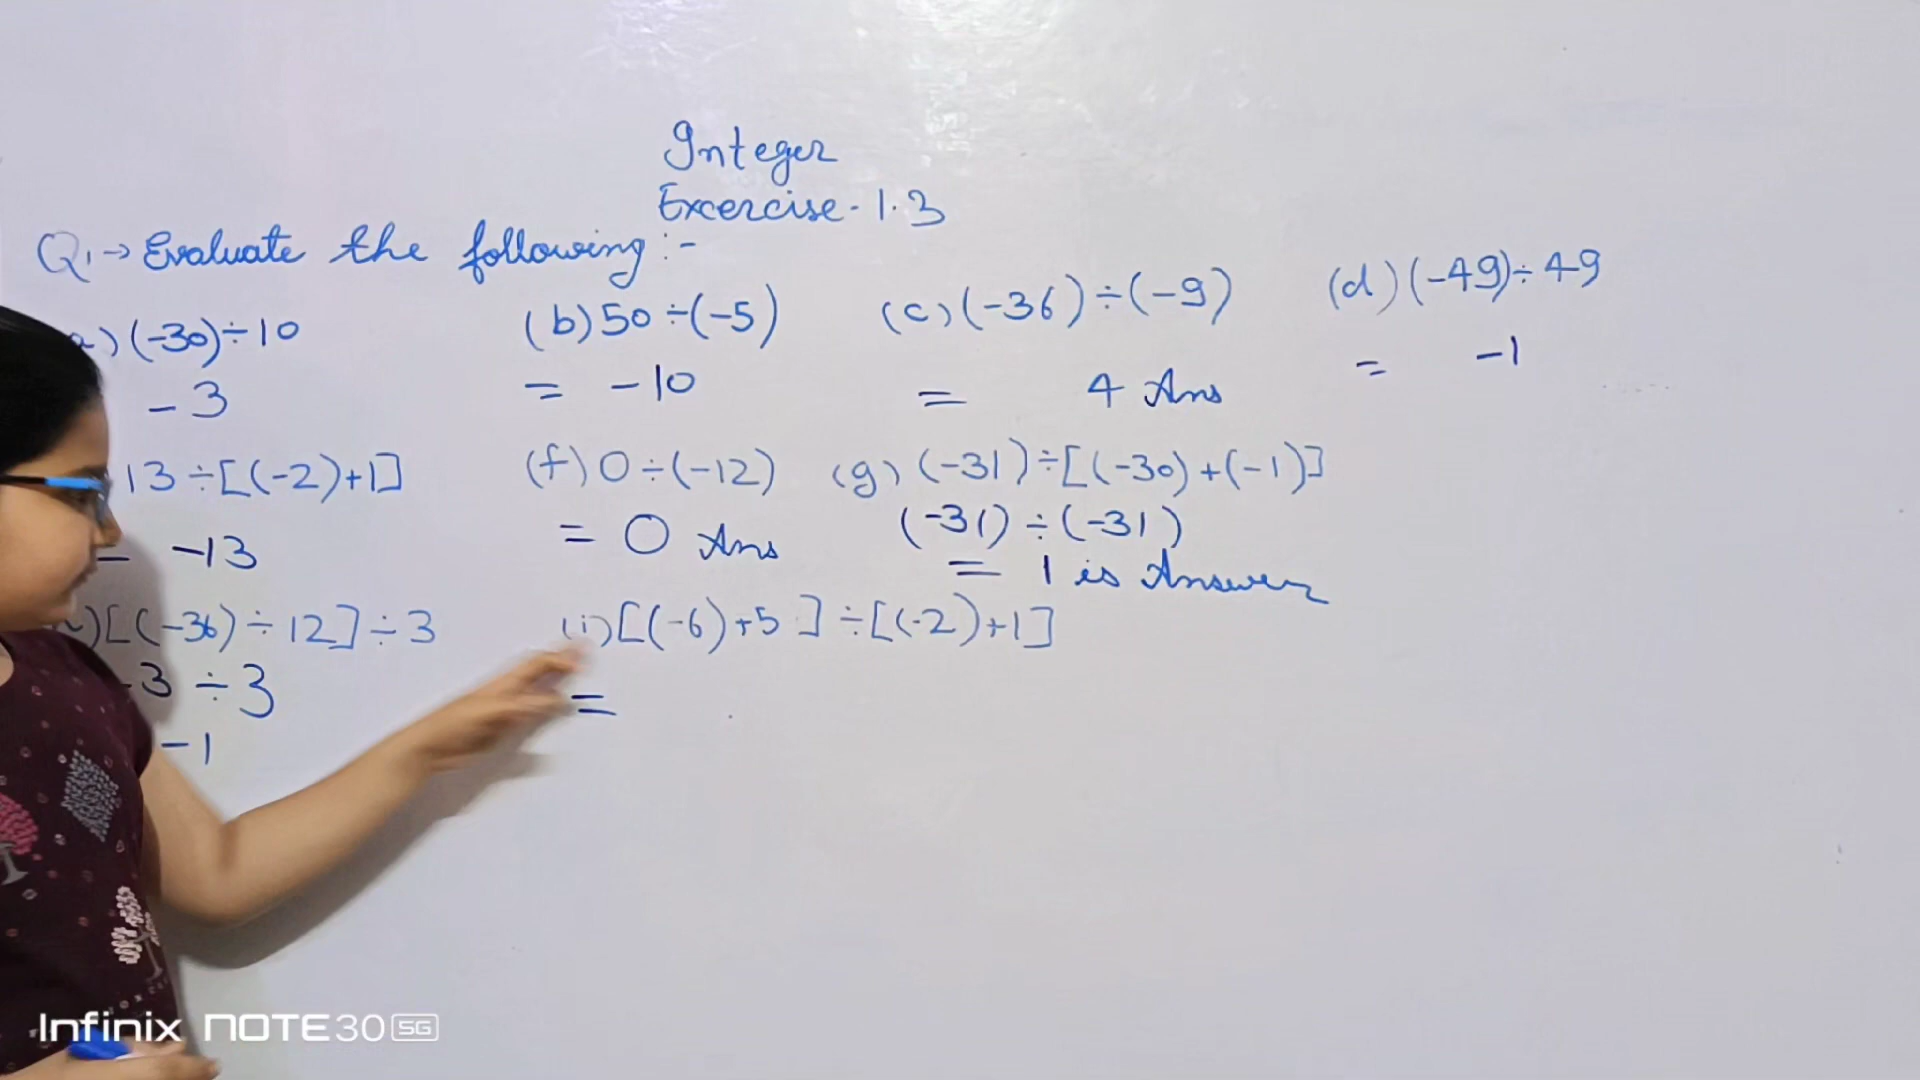 Integer
Excercise - 1.3
Q1 → Evaluate the following :-
a) (-30) ÷ 10
- 3
(b) 50 ÷ (-5)
= -10
(c) (-36) ÷ (-9)
= 4 Ans
(d) (-49) ÷ 49
= -1
13 ÷ [(-2)+1]
= -13
(f) 0 ÷ (-12)
= 0 Ans
(g) (-31) ÷ [(-30) + (-1)]
(-31) ÷ (-31)
= 1 is Answer
) [(-36) ÷ 12] ÷ 3
-3 ÷ 3
-1
(i) [(-6) + 5] ÷ [(-2) + 1]
=
Infinix NOTE 30 5G